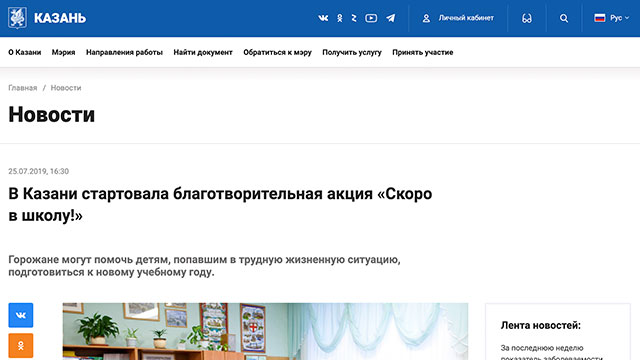 КАЗАНЬ
Личный кабинет
Рус
О Казани Мэрия Направления работы Найти документ Обратиться к мэру Получить услугу Принять участие
Главная / Новости
Новости
25.07.2019, 16:30
В Казани стартовала благотворительная акция «Скоро
в школу!»
Горожане могут помочь детям, попавшим в трудную жизненную ситуацию,
подготовиться к новому учебному году.
Лента новостей:
За последнюю неделю
показатель заболеваемости